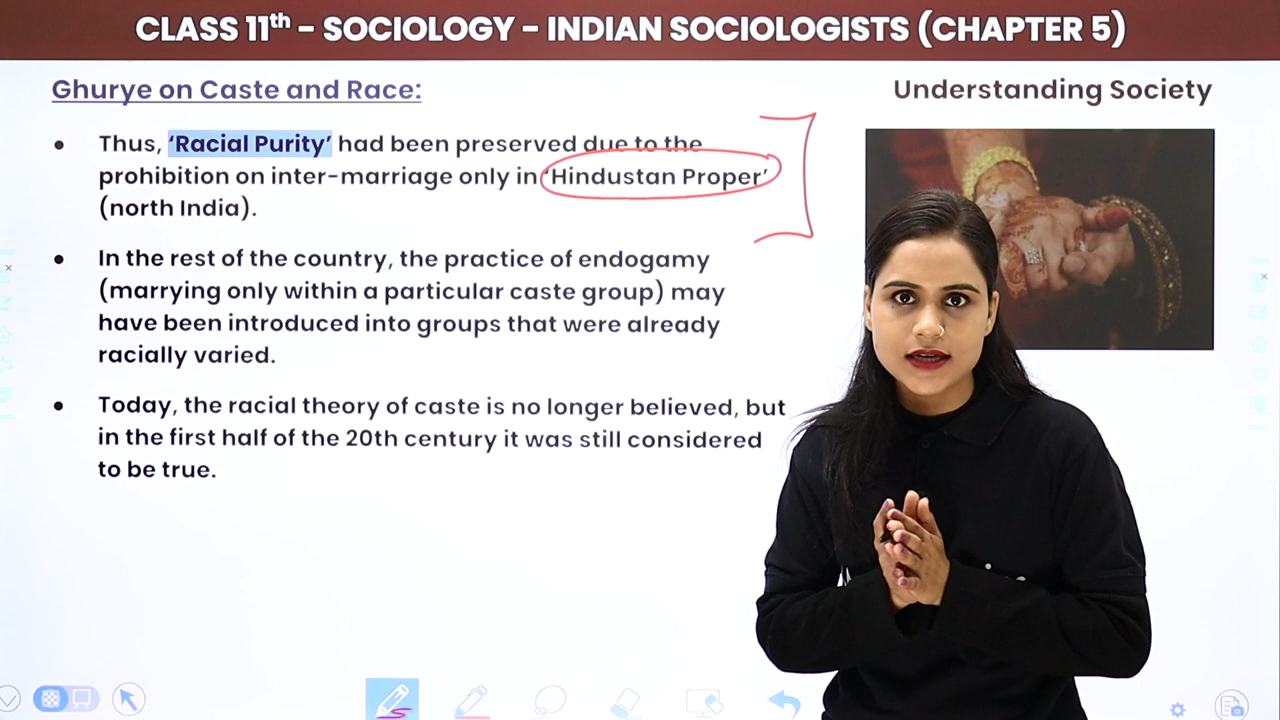 CLASS 11th - SOCIOLOGY - INDIAN SOCIOLOGISTS (CHAPTER 5)
Ghurye on Caste and Race:
Understanding Society
• Thus, 'Racial Purity' had been preserved due to the
prohibition on inter-marriage only in 'Hindustan Proper'
(north India).
• In the rest of the country, the practice of endogamy
(marrying only within a particular caste group) may
have been introduced into groups that were already
racially varied.
• Today, the racial theory of caste is no longer believed, but
in the first half of the 20th century it was still considered
to be true.